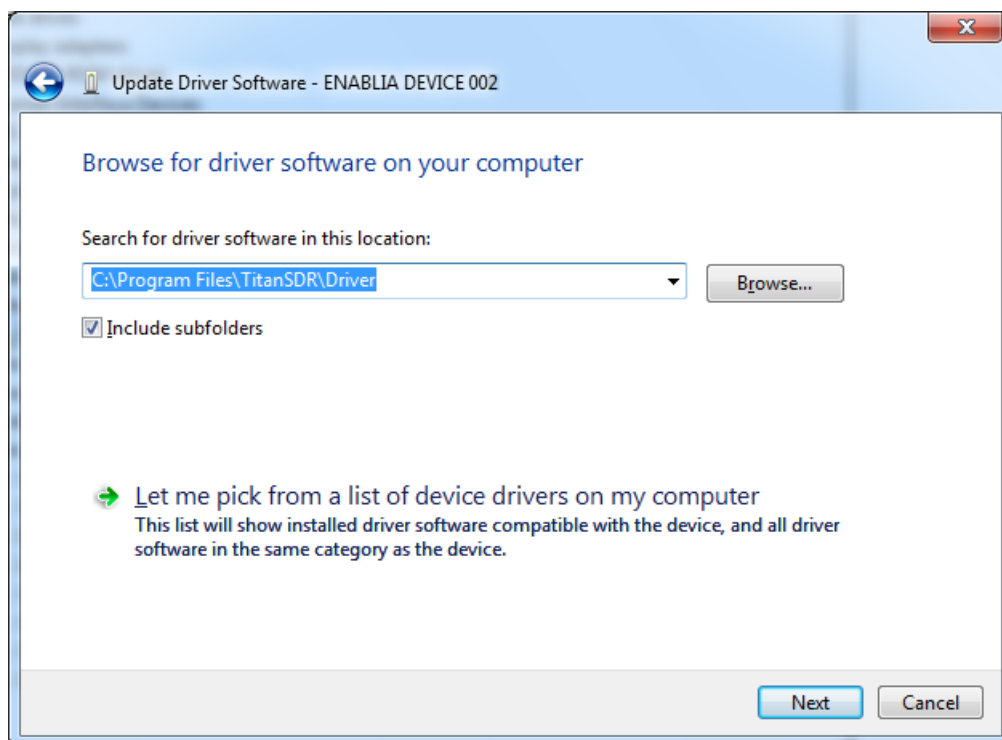 Update Driver Software - ENABLIA DEVICE 002
Browse for driver software on your computer
Search for driver software in this location:
C:\Program Files\TitanSDR\Driver
Browse...
Include subfolders
Let me pick from a list of device drivers on my computer
This list will show installed driver software compatible with the device, and all driver
software in the same category as the device.
Next
Cancel